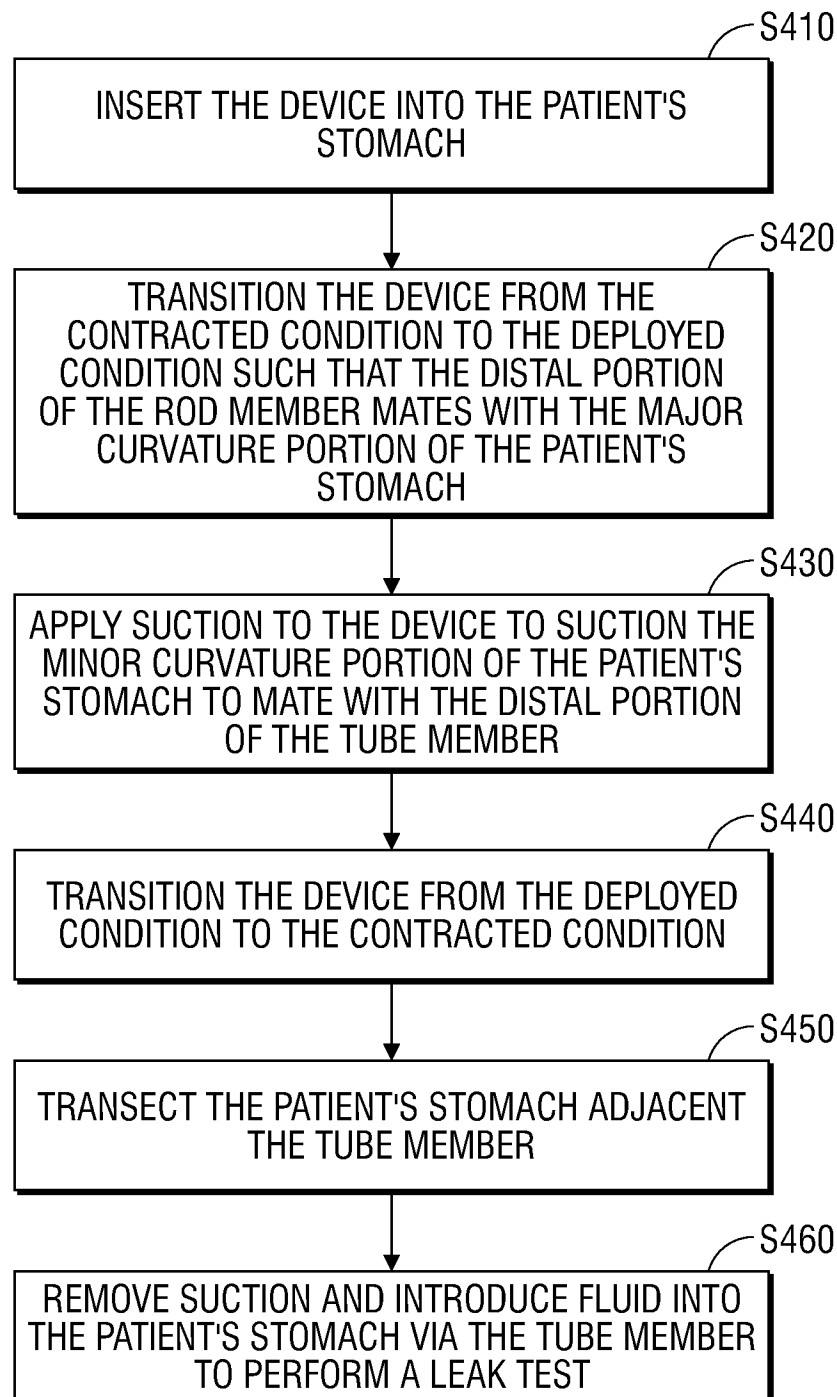 S410
INSERT THE DEVICE INTO THE PATIENT'S
STOMACH
S420
TRANSITION THE DEVICE FROM THE
CONTRACTED CONDITION TO THE DEPLOYED
CONDITION SUCH THAT THE DISTAL PORTION
OF THE ROD MEMBER MATES WITH THE MAJOR
CURVATURE PORTION OF THE PATIENT'S
STOMACH
S430
APPLY SUCTION TO THE DEVICE TO SUCTION THE
MINOR CURVATURE PORTION OF THE PATIENT'S
STOMACH TO MATE WITH THE DISTAL PORTION
OF THE TUBE MEMBER
S440
TRANSITION THE DEVICE FROM THE DEPLOYED
CONDITION TO THE CONTRACTED CONDITION
S450
TRANSECT THE PATIENT'S STOMACH ADJACENT
THE TUBE MEMBER
S460
REMOVE SUCTION AND INTRODUCE FLUID INTO
THE PATIENT'S STOMACH VIA THE TUBE MEMBER
TO PERFORM A LEAK TEST